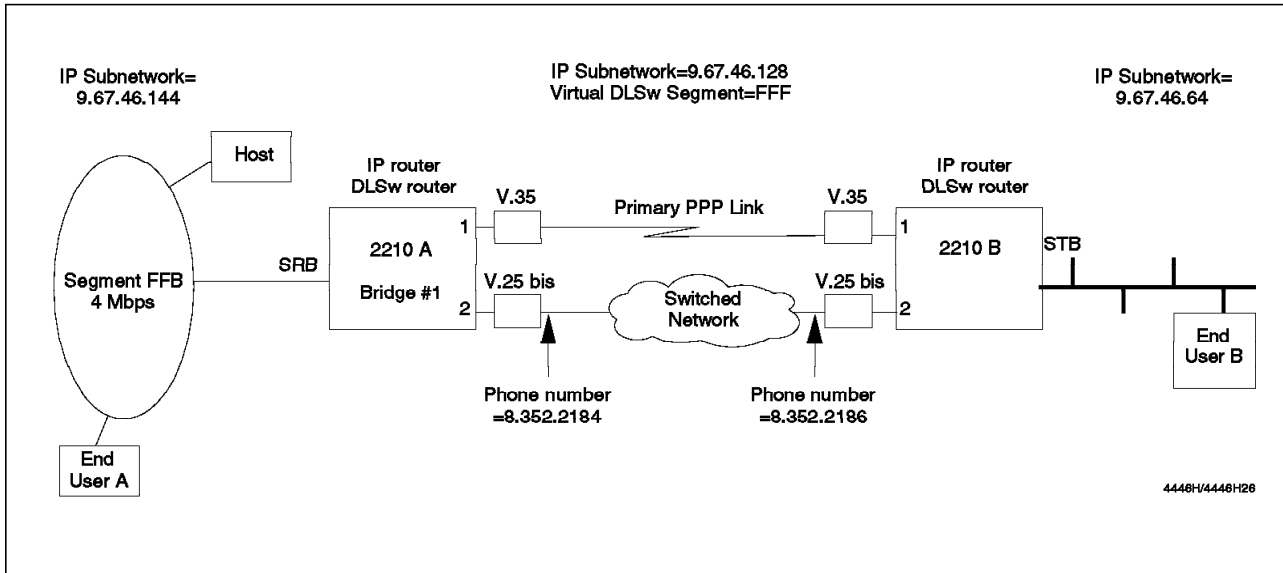 IP Subnetwork=
9.67.46.144
IP Subnetwork=9.67.46.128
Virtual DLSw Segment=FFF
IP Subnetwork=
9.67.46.64
Host
IP router
DLSw router
IP router
DLSw router
V.35
Primary PPP Link
V.35
1
1
2210 A
2210 B
SRB
STB
Segment FFB
4 Mbps
Bridge #1
V.25 bis
V.25 bis
2
2
Switched
Network
End
User B
Phone number
=8.352.2184
Phone number
=8.352.2186
End
User A
4446H/4446H26